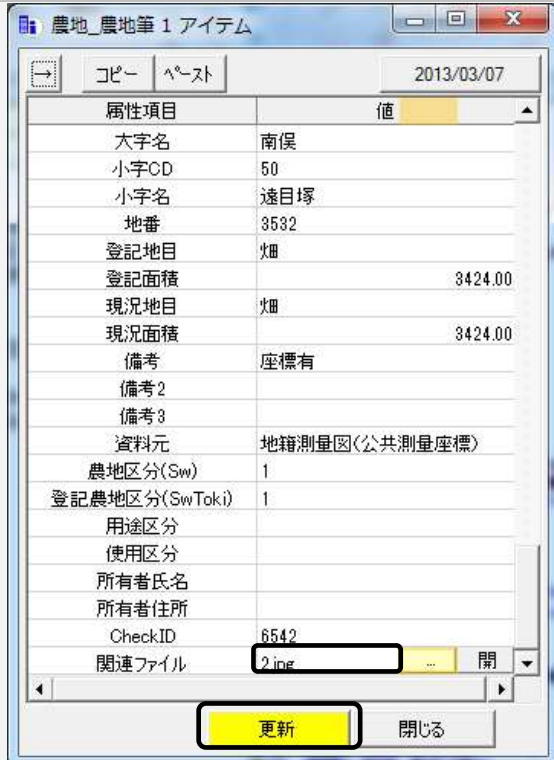 農地_農地筆 1 アイテム
→ コピー ペースト 2013/03/07
属性項目 値
大字名 南俣
小字CD 50
小字名 遠目塚
地番 3532
登記地目 畑
登記面積 3424.00
現況地目 畑
現況面積 3424.00
備考 座標有
備考2
備考3
資料元 地籍測量図(公共測量座標)
農地区分(Sw) 1
登記農地区分(SwToki) 1
用途区分
使用区分
所有者氏名
所有者住所
CheckID 6542
関連ファイル 2.jpg ... 開
更新 閉じる